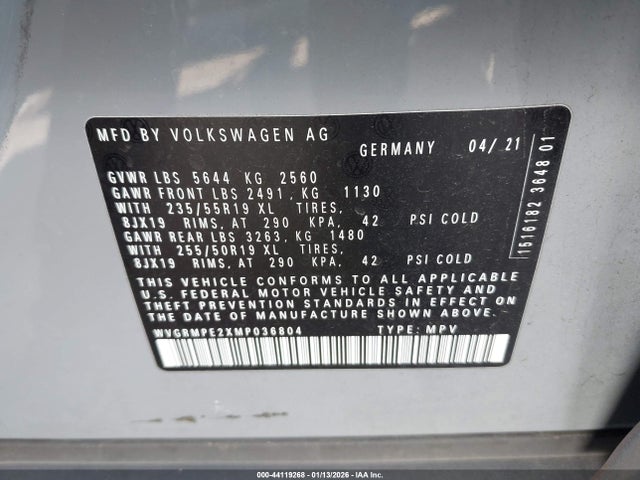 MFD BY VOLKSWAGEN AG
GERMANY 04/21
GVWR LBS 5644 KG 2560
GAWR FRONT LBS 2491, KG 1130
WITH 235/55R19 XL TIRES,
8JX19 RIMS, AT 290 KPA, 42 PSI COLD
GAWR REAR LBS 3263, KG 1480
WITH 255/50R19 XL TIRES,
8JX19 RIMS, AT 290 KPA, 42 PSI COLD
THIS VEHICLE CONFORMS TO ALL APPLICABLE
U.S. FEDERAL MOTOR VEHICLE SAFETY AND
THEFT PREVENTION STANDARDS IN EFFECT ON
THE DATE OF MANUFACTURE SHOWN ABOVE.
WVGRMPE2XMP036804 TYPE: MPV
1516182 3648 01
000-44119268 - 01/13/2026 - IAA Inc.